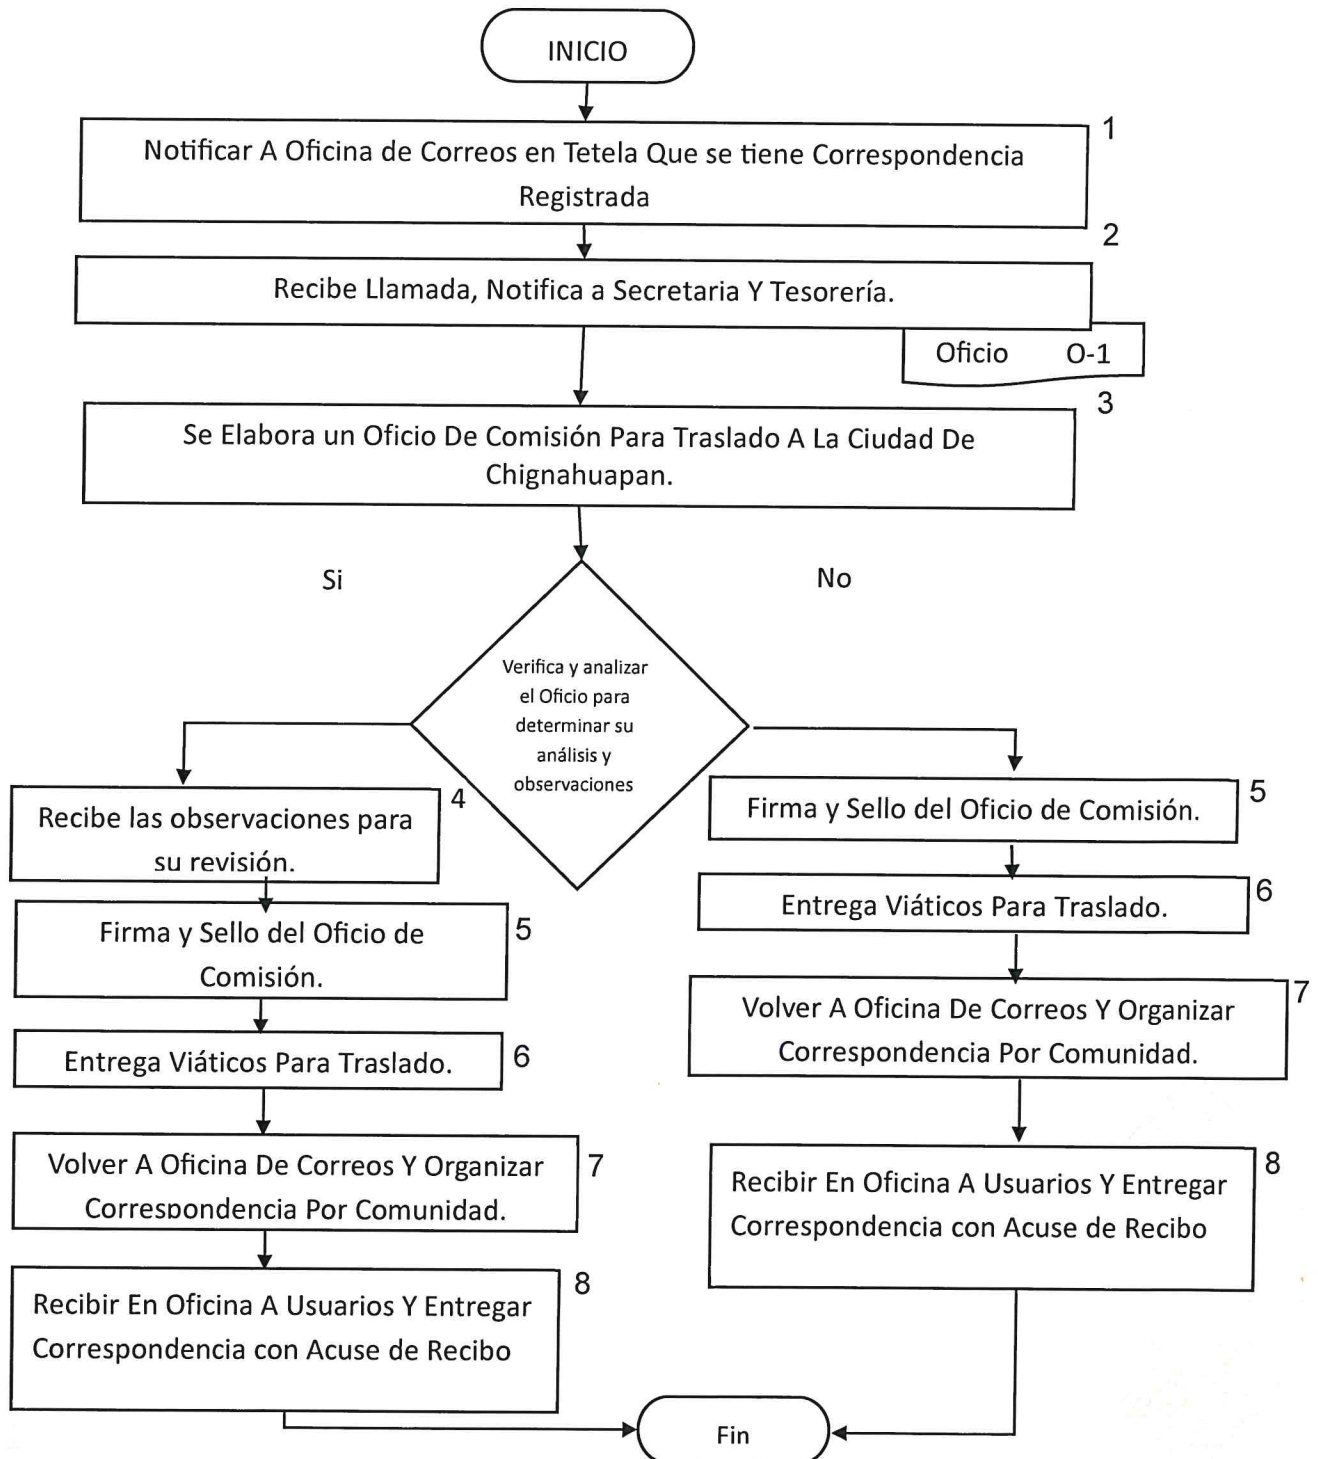 INICIO
1
Notificar A Oficina de Correos en Tetela Que se tiene Correspondencia
Registrada
2
Recibe Llamada, Notifica a Secretaria Y Tesorería.
Oficio O-1
3
Se Elabora un Oficio De Comisión Para Traslado A La Ciudad De
Chignahuapan.
Si
No
Verifica y analizar
el Oficio para
determinar su
análisis y
observaciones
4
Recibe las observaciones para
su revisión.
5
Firma y Sello del Oficio de
Comisión.
6
Entrega Viáticos Para Traslado.
7
Volver A Oficina De Correos Y Organizar
Correspondencia Por Comunidad.
8
Recibir En Oficina A Usuarios Y Entregar
Correspondencia con Acuse de Recibo
5
Firma y Sello del Oficio de Comisión.
6
Entrega Viáticos Para Traslado.
7
Volver A Oficina De Correos Y Organizar
Correspondencia Por Comunidad.
8
Recibir En Oficina A Usuarios Y Entregar
Correspondencia con Acuse de Recibo
Fin